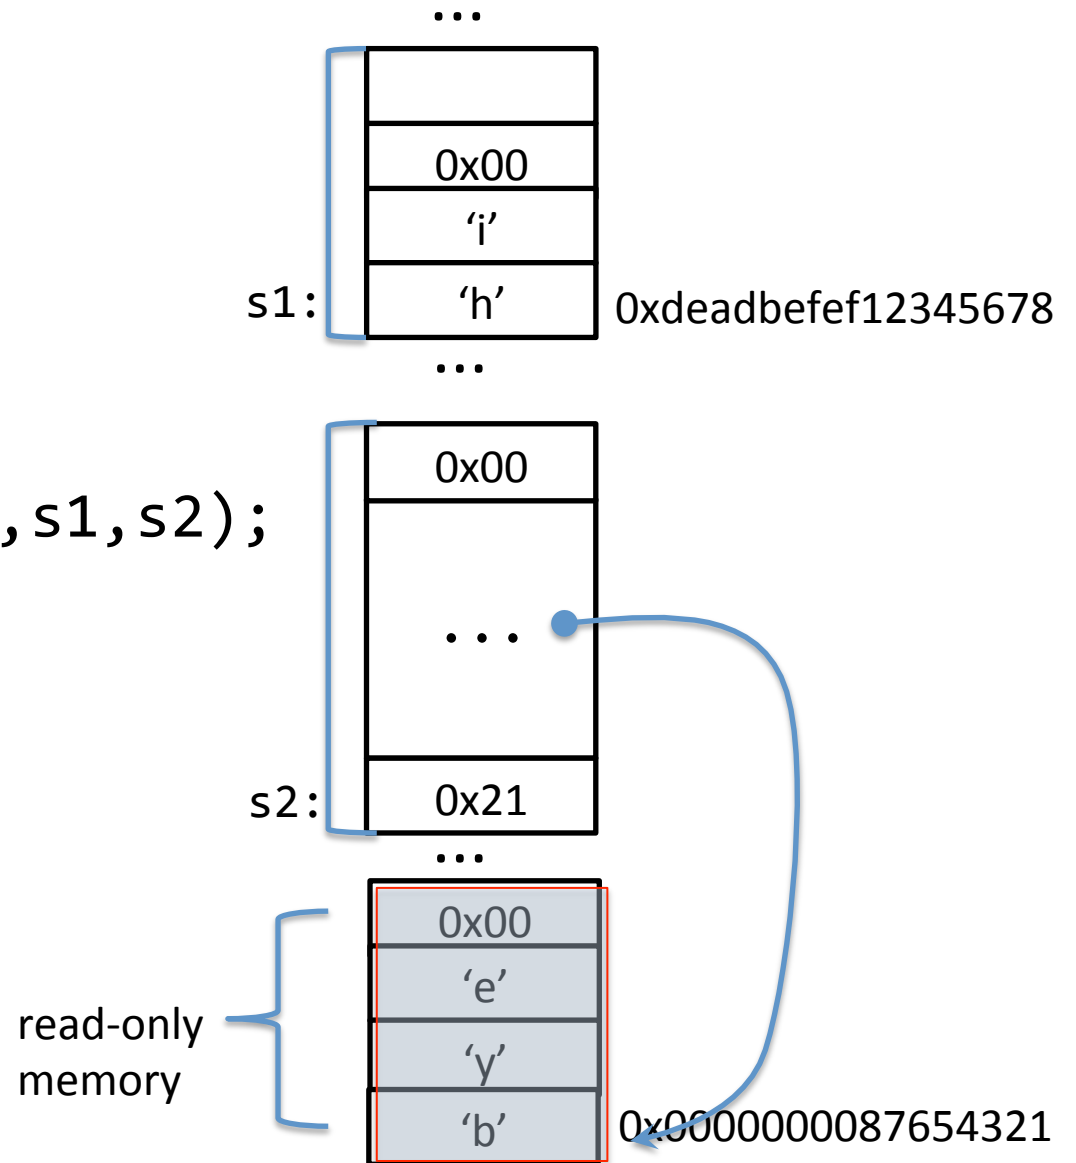 ...
0x00
‘i’
s1: ‘h’ 0xdeadbefef12345678
...
0x00
,s1,s2);
...
s2: 0x21
...
0x00
‘e’
read-only
memory
‘y’
‘b’ 0x0000000087654321